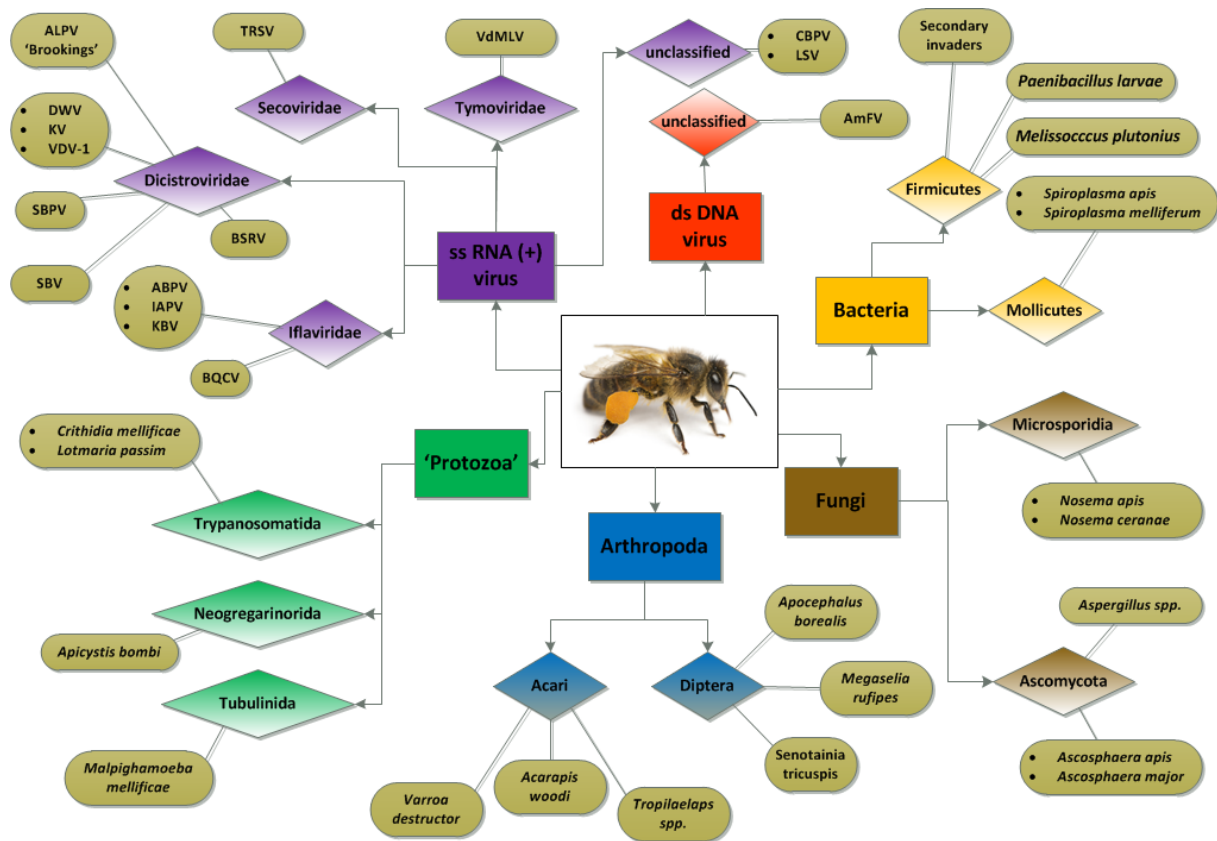 ALPV
‘Brookings’
TRSV
VdMLV
unclassified
• CBPV
• LSV
Secondary
invaders
Secoviridae
Tymoviridae
Paenibacillus larvae
• DWV
• KV
• VDV-1
unclassified
AmFV
Melissocccus plutonius
Dicistroviridae
Firmicutes
SBPV
BSRV
ss RNA (+)
virus
ds DNA
virus
• Spiroplasma apis
• Spiroplasma melliferum
SBV
• ABPV
• IAPV
• KBV
Iflaviridae
Bacteria
Mollicutes
BQCV
• Crithidia mellificae
• Lotmaria passim
‘Protozoa’
Microsporidia
Fungi
• Nosema apis
• Nosema ceranae
Trypanosomatida
Arthropoda
Neogregarinorida
Apicystis bombi
Apocephalus
borealis
Aspergillus spp.
Tubulinida
Acari
Diptera
Megaselia
rufipes
Ascomycota
Malpighamoeba
mellificae
Senotainia
tricuspis
• Ascosphaera apis
• Ascosphaera major
Varroa
destructor
Acarapis
woodi
Tropilaelaps
spp.